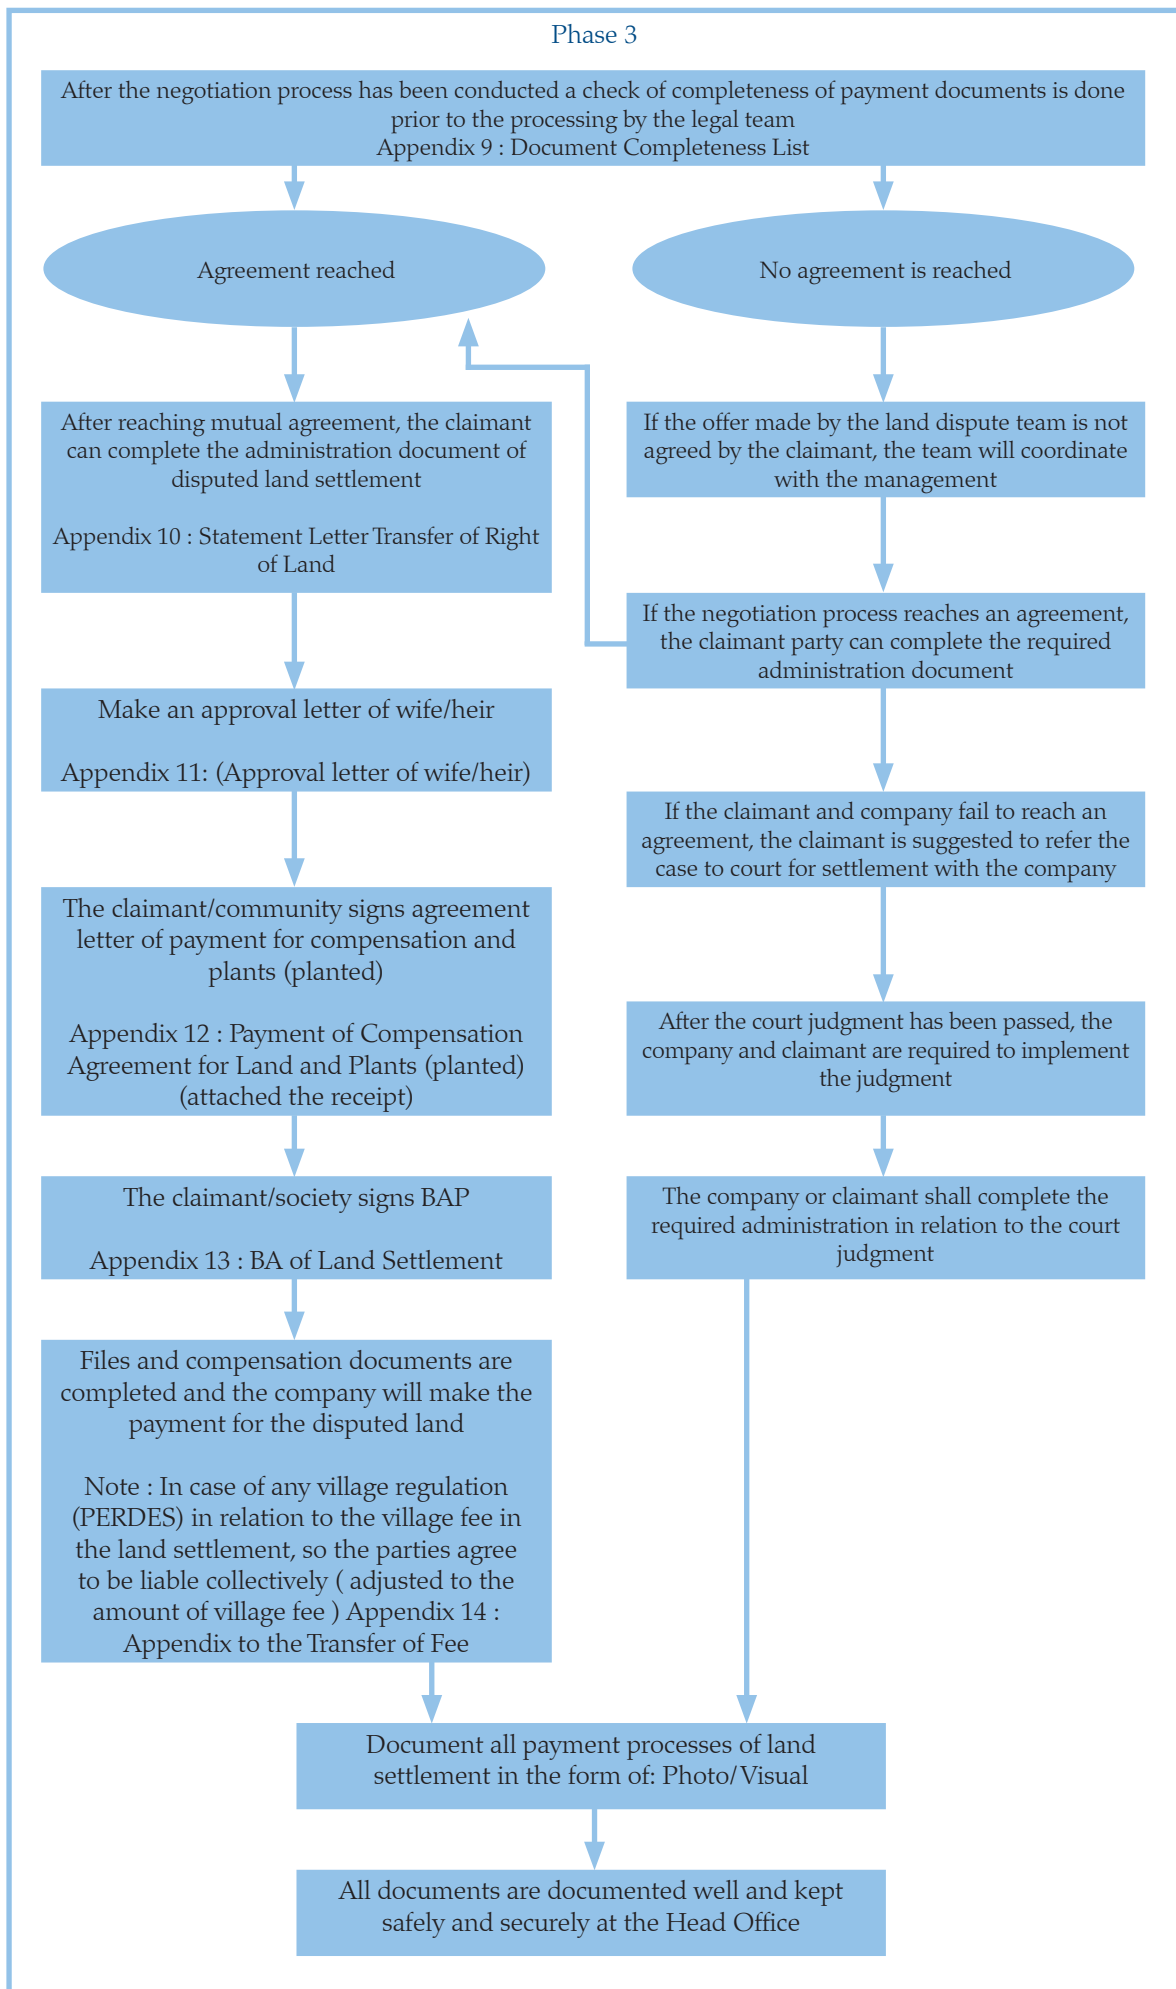 Phase 3
After the negotiation process has been conducted a check of completeness of payment documents is done
prior to the processing by the legal team
Appendix 9 : Document Completeness List
Agreement reached
No agreement is reached
After reaching mutual agreement, the claimant
can complete the administration document of
disputed land settlement
Appendix 10 : Statement Letter Transfer of Right
of Land
If the offer made by the land dispute team is not
agreed by the claimant, the team will coordinate
with the management
If the negotiation process reaches an agreement,
the claimant party can complete the required
administration document
Make an approval letter of wife/heir
Appendix 11: (Approval letter of wife/heir)
If the claimant and company fail to reach an
agreement, the claimant is suggested to refer the
case to court for settlement with the company
The claimant/community signs agreement
letter of payment for compensation and
plants (planted)
Appendix 12 : Payment of Compensation
Agreement for Land and Plants (planted)
(attached the receipt)
After the court judgment has been passed, the
company and claimant are required to implement
the judgment
The claimant/society signs BAP
Appendix 13 : BA of Land Settlement
The company or claimant shall complete the
required administration in relation to the court
judgment
Files and compensation documents are
completed and the company will make the
payment for the disputed land
Note : In case of any village regulation
(PERDES) in relation to the village fee in
the land settlement, so the parties agree
to be liable collectively ( adjusted to the
amount of village fee ) Appendix 14 :
Appendix to the Transfer of Fee
Document all payment processes of land
settlement in the form of: Photo/Visual
All documents are documented well and kept
safely and securely at the Head Office